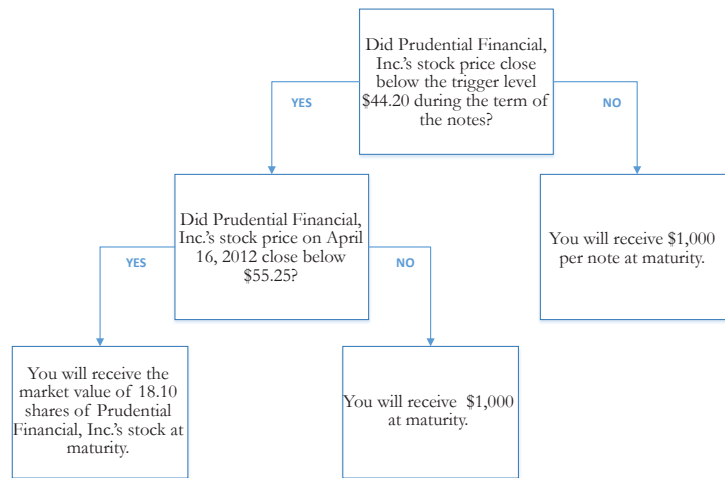 Did Prudential Financial,
Inc.'s stock price close
below the trigger level
$44.20 during the term of
the notes?
YES
NO
Did Prudential Financial,
Inc.'s stock price on April
16, 2012 close below
$55.25?
You will receive $1,000
per note at maturity.
YES
NO
You will receive the
market value of 18.10
shares of Prudential
Financial, Inc.'s stock at
maturity.
You will receive  $1,000
at maturity.